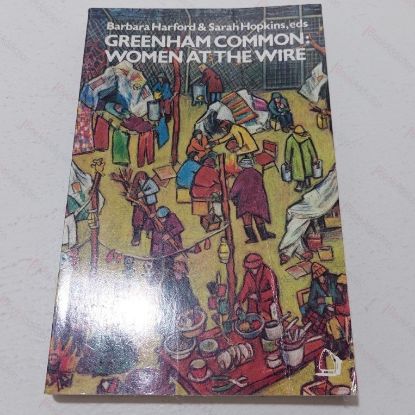 Barbara Harford & Sarah Hopkins, eds
GREENHAM COMMON:
WOMEN AT THE WIRE